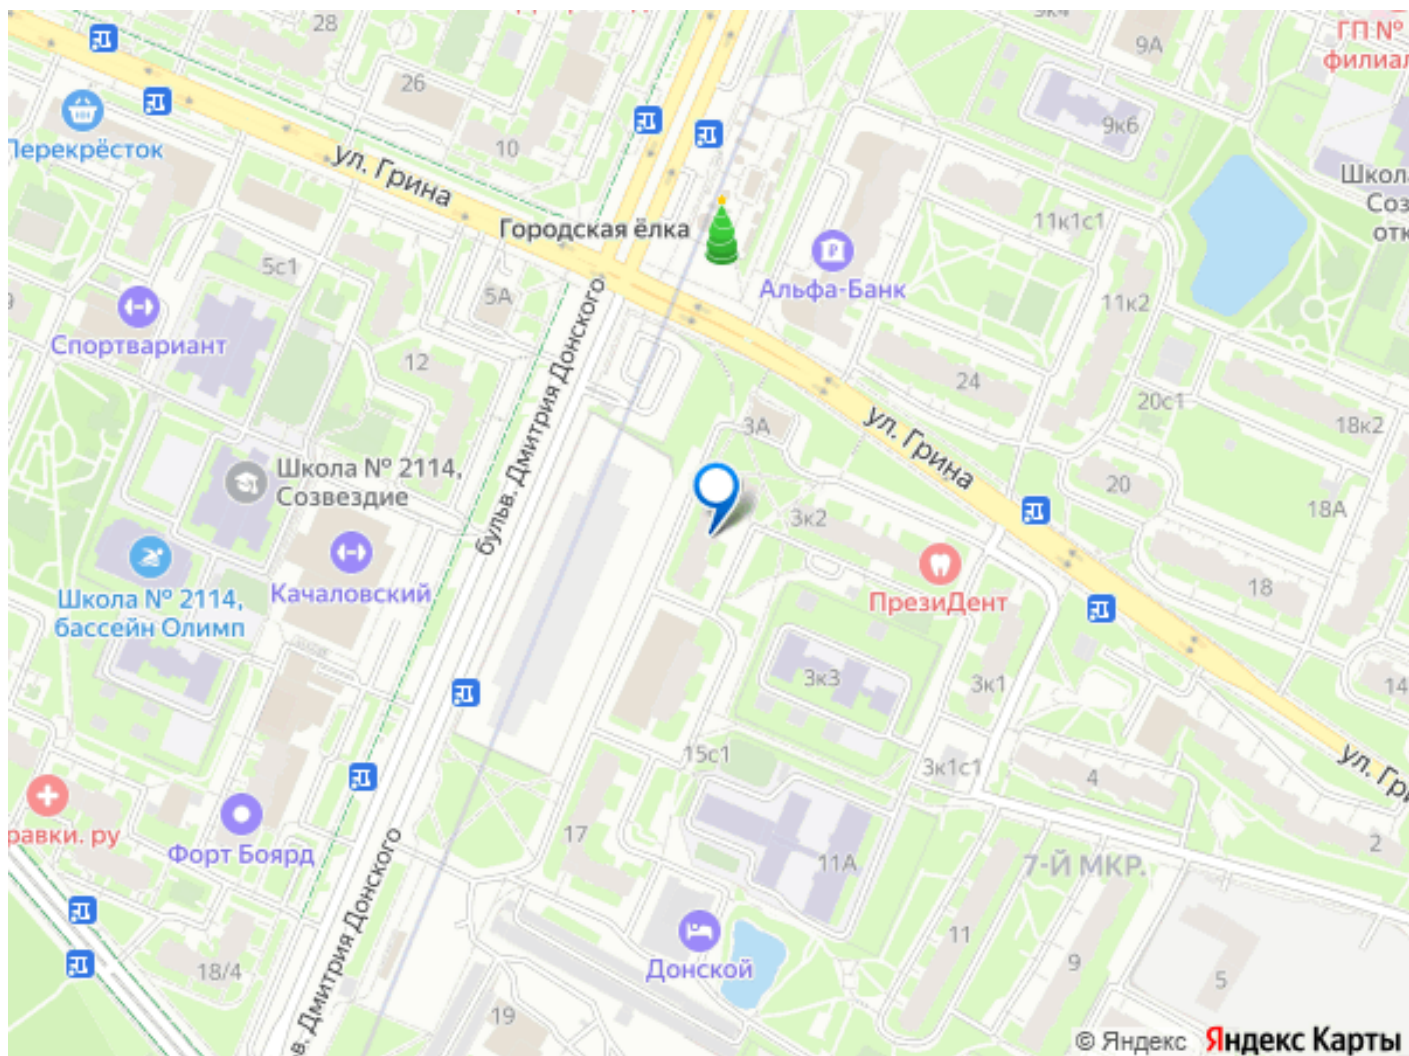 28
9к4
9А
ГП №
филиал
26
9к6
Перекрёсток
10
ул. Грина
Школа
Соз
отк
Городская ёлка
11к1с1
5с1
5А
Альфа-Банк
11к2
Спортвариант
12
бульв. Дмитрия Донского
24
20с1
18к2
3А
ул. Грина
Школа № 2114,
Созвездие
20
18А
3к2
Качаловский
ПрезиДент
18
Школа № 2114,
бассейн Олимп
3к3
3к1
14
15с1
3к1с1
4
ул. Гри
равки. ру
Форт Боярд
17
11А
7-Й МКР.
2
в. Дмитрия Донского
11
9
5
Донской
18/4
19
© Яндекс
Яндекс Карты